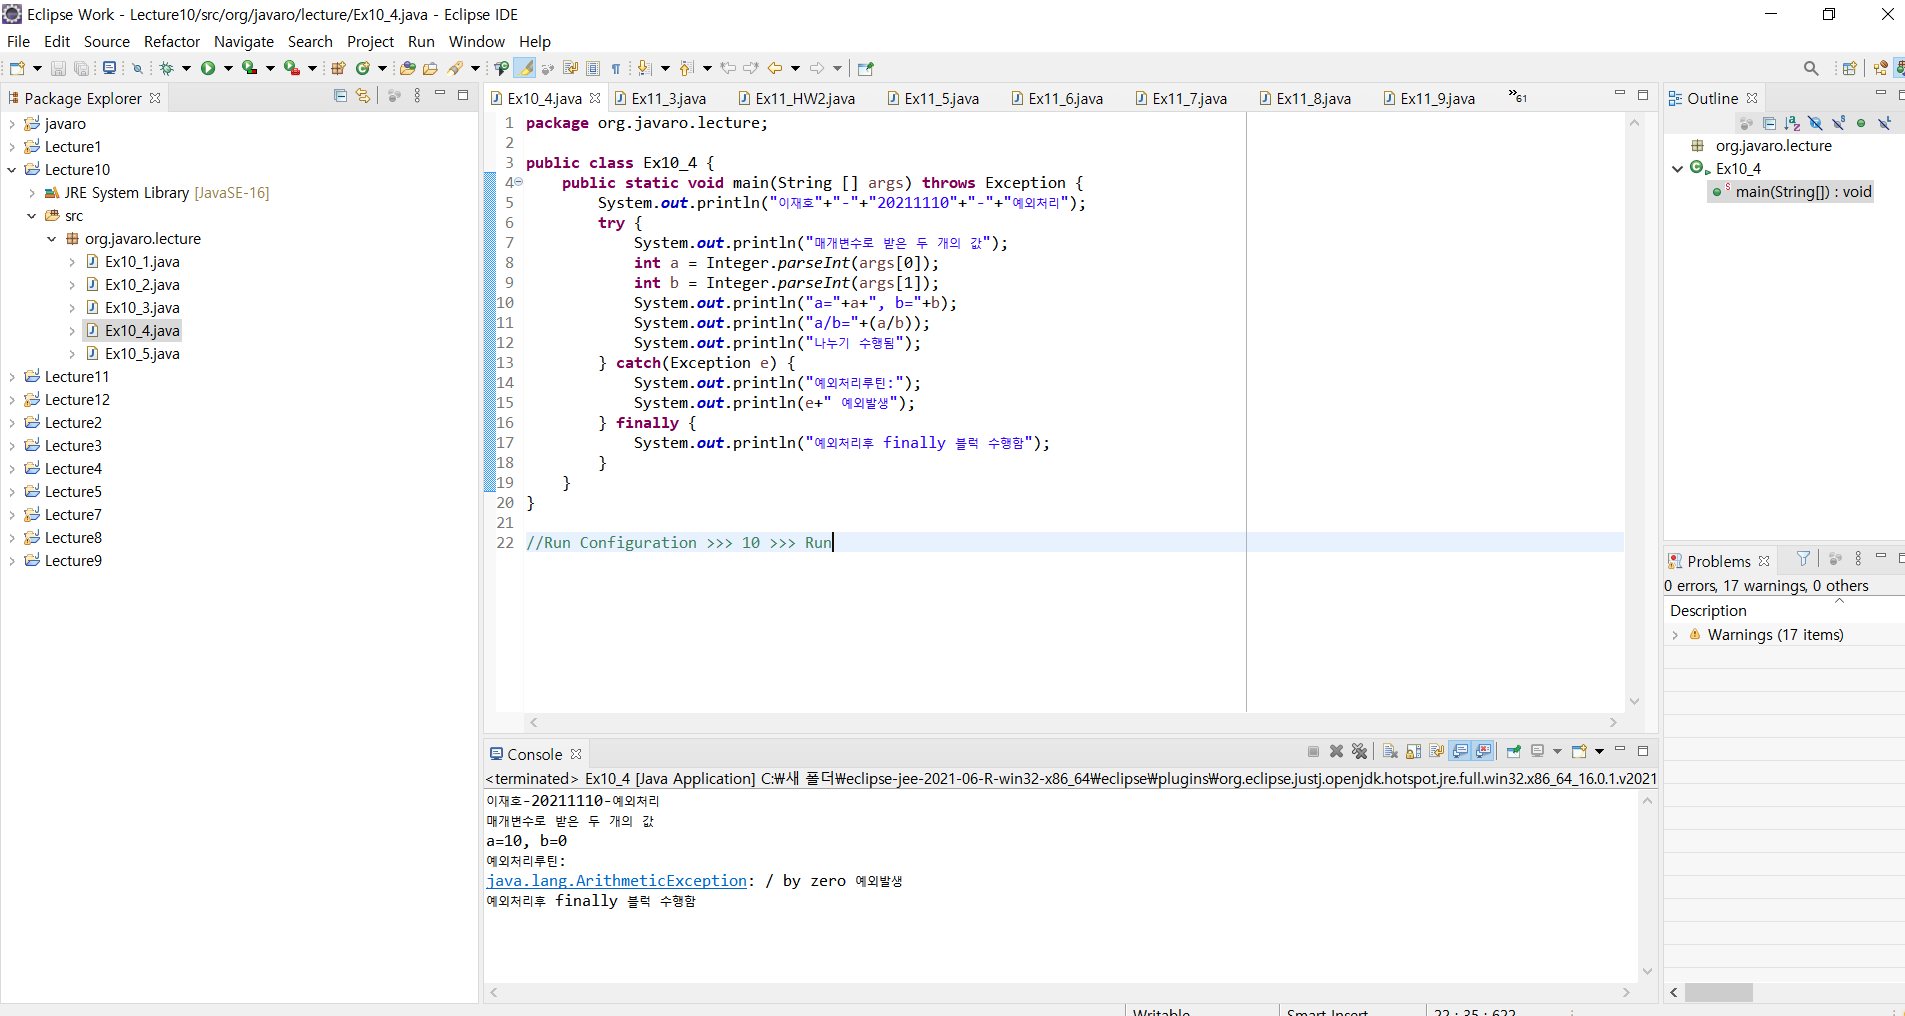 Eclipse Work - Lecture10/src/org/javaro/lecture/Ex10_4.java - Eclipse IDE
File Edit Source Refactor Navigate Search Project Run Window Help
Package Explorer
javaro
Lecture1
Lecture10
JRE System Library [JavaSE-16]
src
org.javaro.lecture
Ex10_1.java
Ex10_2.java
Ex10_3.java
Ex10_4.java
Ex10_5.java
Lecture11
Lecture12
Lecture2
Lecture3
Lecture4
Lecture5
Lecture7
Lecture8
Lecture9
Ex10_4.java Ex11_3.java Ex11_HW2.java Ex11_5.java Ex11_6.java Ex11_7.java Ex11_8.java Ex11_9.java »61
1 package org.javaro.lecture;
2
3 public class Ex10_4 {
4 public static void main(String [] args) throws Exception {
5 System.out.println("이재호"+"-"+"20211110"+"-"+"예외처리");
6 try {
7 System.out.println("매개변수로 받은 두 개의 값");
8 int a = Integer.parseInt(args[0]);
9 int b = Integer.parseInt(args[1]);
10 System.out.println("a="+a+", b="+b);
11 System.out.println("a/b="+(a/b));
12 System.out.println("나누기 수행됨");
13 } catch(Exception e) {
14 System.out.println("예외처리루틴:");
15 System.out.println(e+" 예외발생");
16 } finally {
17 System.out.println("예외처리후 finally 블럭 수행함");
18 }
19 }
20 }
21
22 //Run Configuration >>> 10 >>> Run
Console
<terminated> Ex10_4 [Java Application] C:₩새 폴더₩eclipse-jee-2021-06-R-win32-x86_64₩eclipse₩plugins₩org.eclipse.justj.openjdk.hotspot.jre.full.win32.x86_64_16.0.1.v2021
이재호-20211110-예외처리
매개변수로 받은 두 개의 값
a=10, b=0
예외처리루틴:
java.lang.ArithmeticException: / by zero 예외발생
예외처리후 finally 블럭 수행함
Outline
org.javaro.lecture
Ex10_4
main(String[]) : void
Problems
0 errors, 17 warnings, 0 others
Description
Warnings (17 items)
Writable Smart Insert 22 : 35 : 622